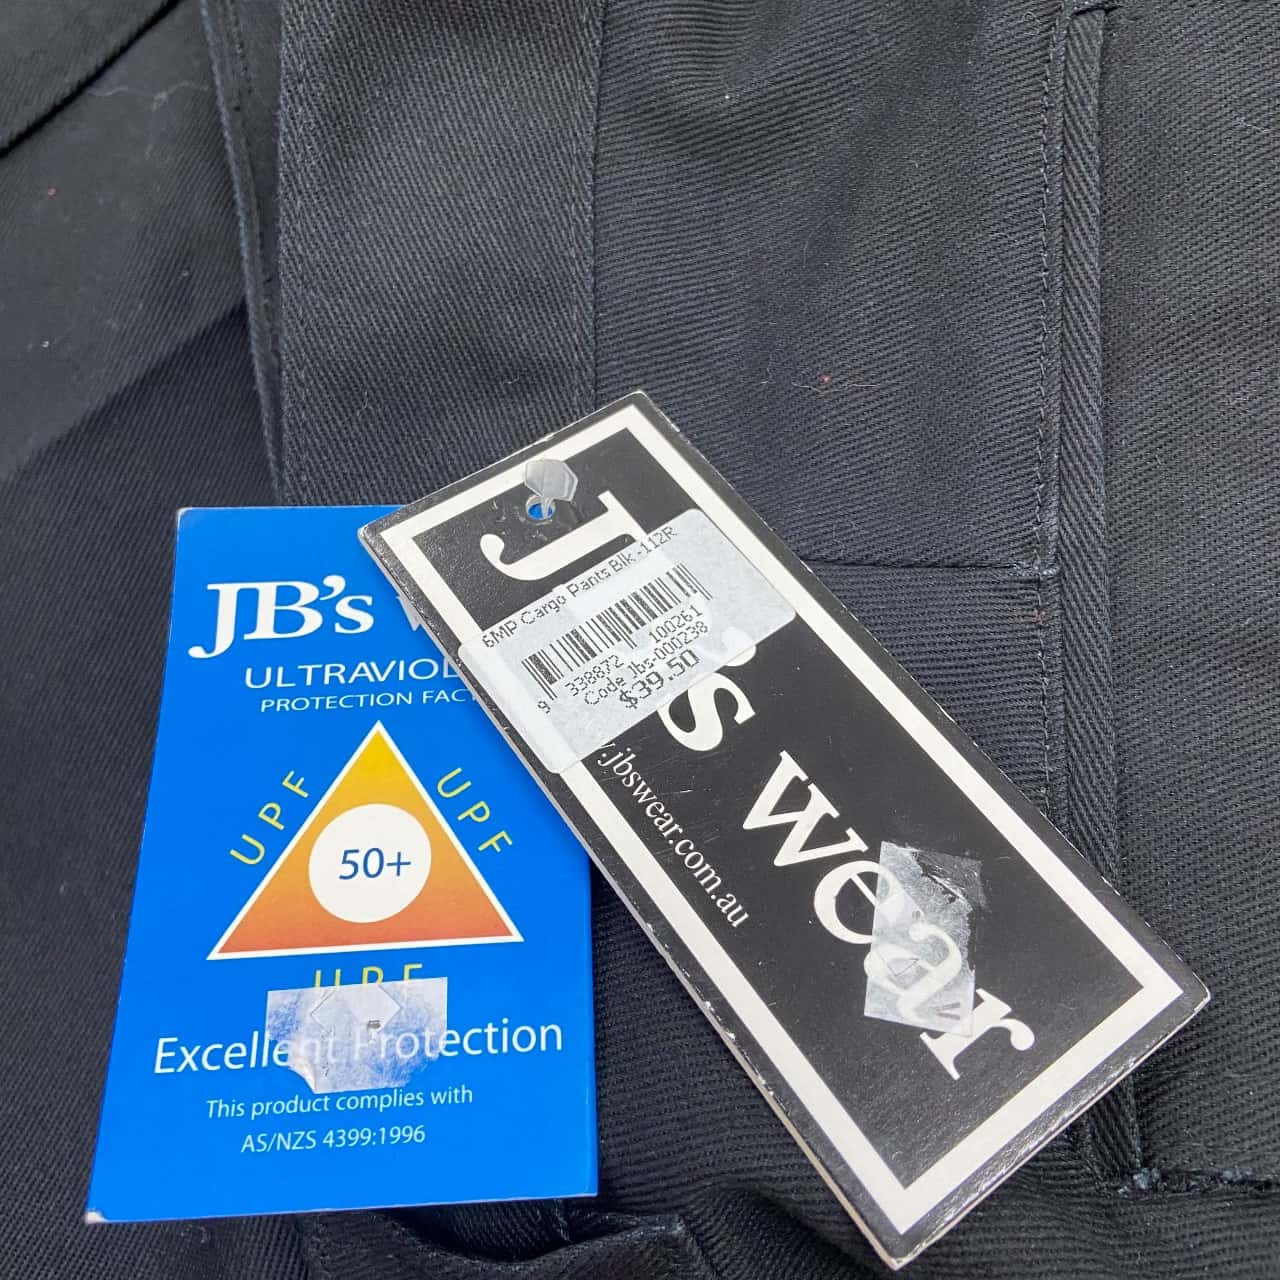 JB's
ULTRAVIOL
PROTECTION FAC
UPF
UPF
50+
UPF
Excellent Protection
This product complies with
AS/NZS 4399:1996
J 's wear
.jbswear.com.au
6MP Cargo Pants Blk -112R
9 338872 100261
Code Jbs-000238
$39.50